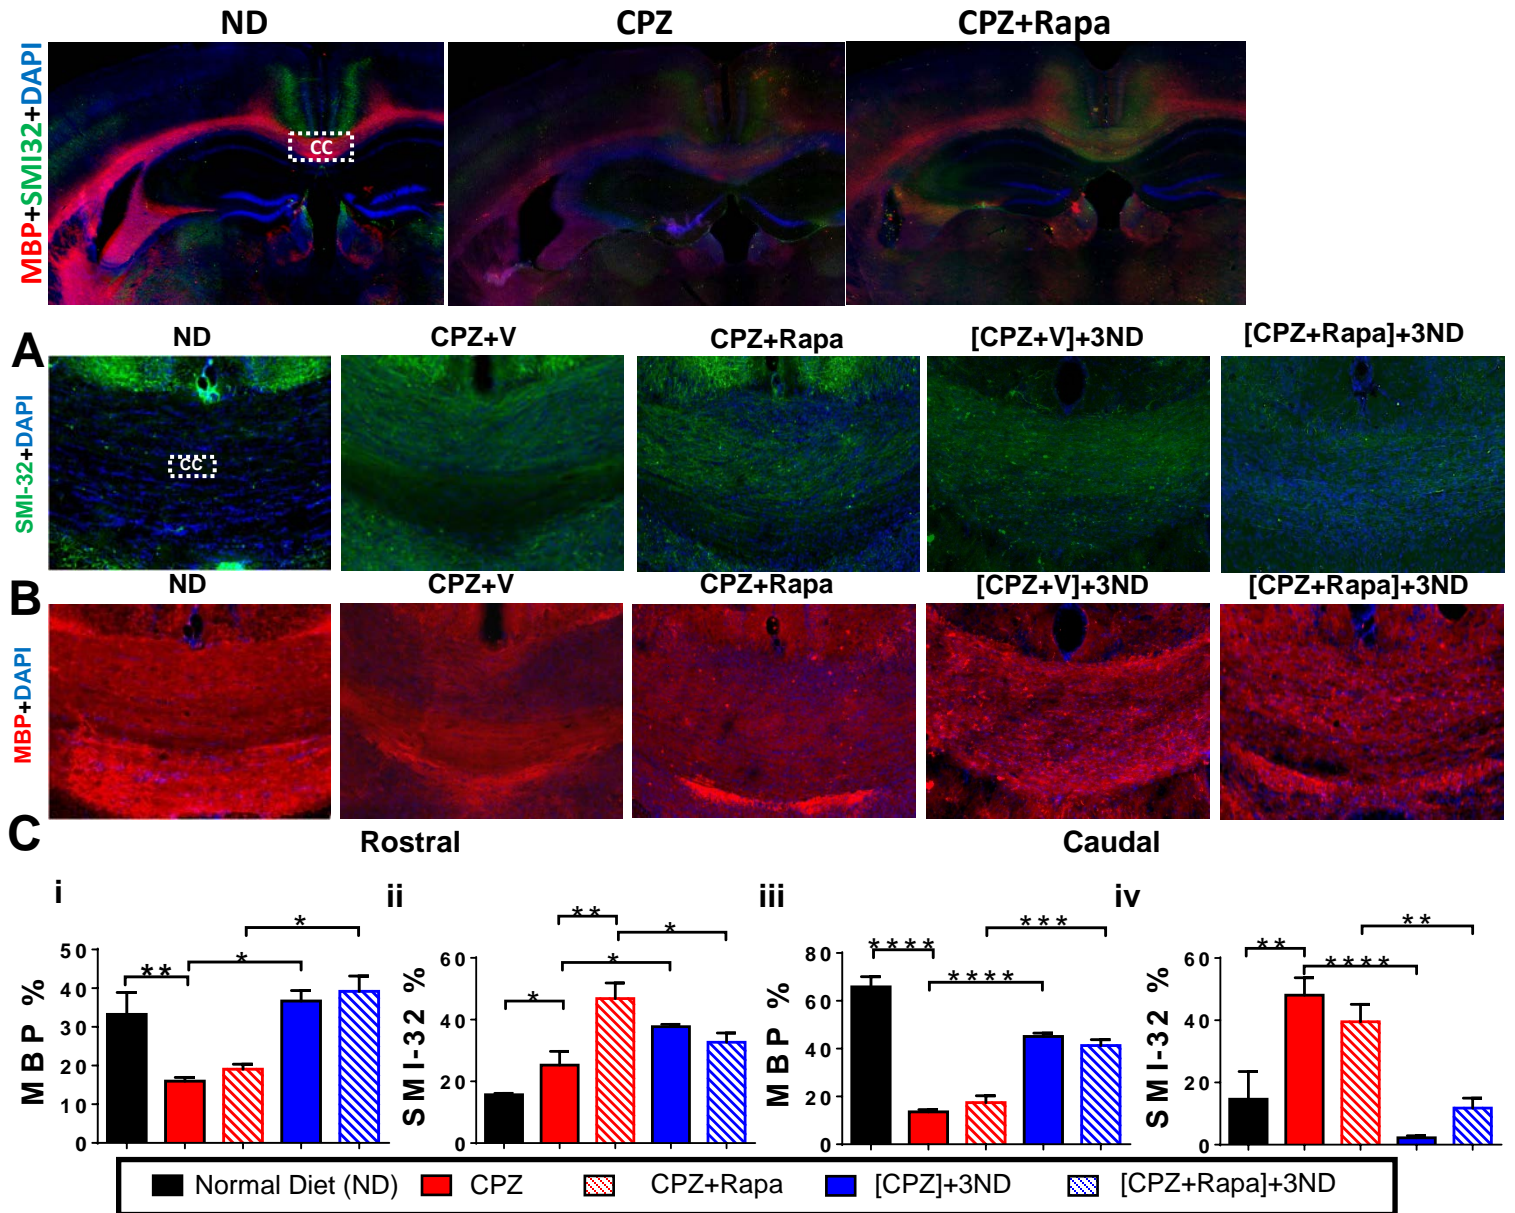 ND CPZ CPZ+Rapa
MBP+SMI32+DAPI
CC
A
ND CPZ+V CPZ+Rapa [CPZ+V]+3ND [CPZ+Rapa]+3ND
SMI-32+DAPI
CC
B
ND CPZ+V CPZ+Rapa [CPZ+V]+3ND [CPZ+Rapa]+3ND
MBP+DAPI
C
Rostral Caudal
i
MBP %
50
40
30
20
10
0
** * *
ii
SMI-32 %
60
40
20
0
* ** * *
iii
MBP %
80
60
40
20
0
**** **** ***
iv
SMI-32 %
60
40
20
0
** **** **
Normal Diet (ND) CPZ CPZ+Rapa [CPZ]+3ND [CPZ+Rapa]+3ND